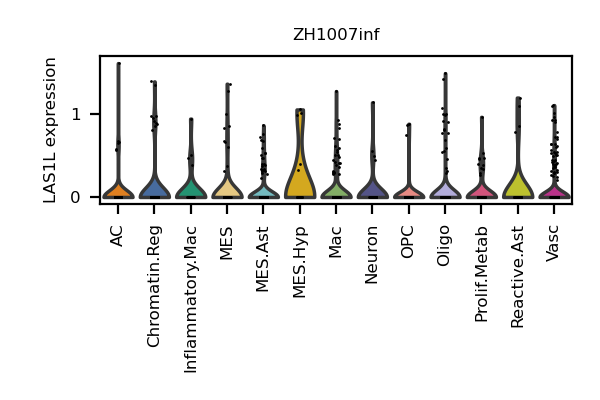 ZH1007inf
LAS1L expression
1
0
AC
Chromatin.Reg
Inflammatory.Mac
MES
MES.Ast
MES.Hyp
Mac
Neuron
OPC
Oligo
Prolif.Metab
Reactive.Ast
Vasc